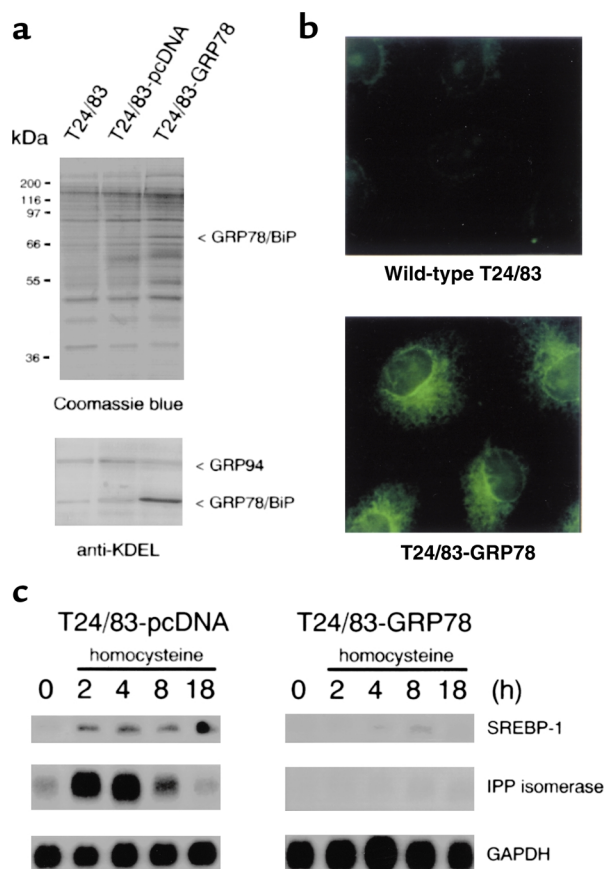 a
T24/83
T24/83-pcDNA
T24/83-GRP78
kDa
200
116
97
66
55
36
< GRP78/BiP
Coomassie blue
< GRP94
< GRP78/BiP
anti-KDEL
b
Wild-type T24/83
T24/83-GRP78
c
T24/83-pcDNA
homocysteine
0 2 4 8 18
T24/83-GRP78
homocysteine
0 2 4 8 18 (h)
SREBP-1
IPP isomerase
GAPDH